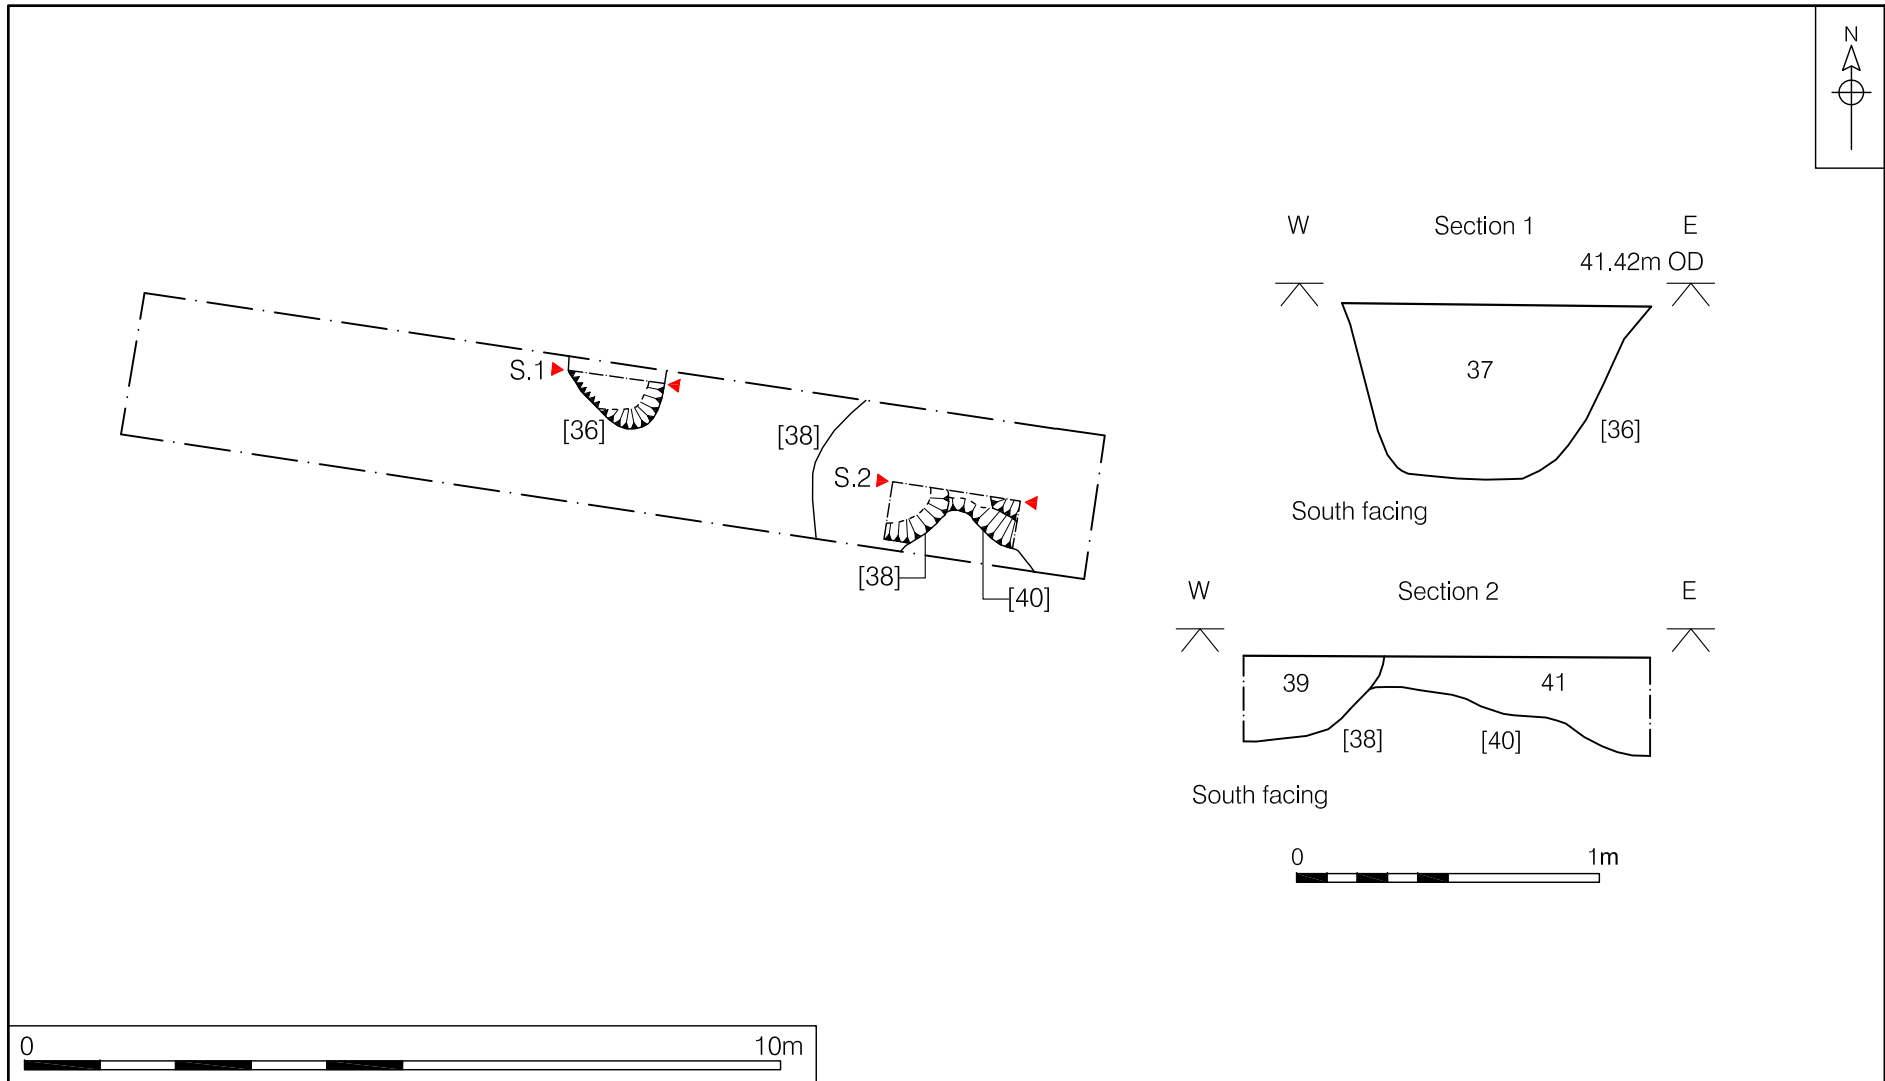 N
W Section 1 E
41.42m OD
37
[36]
South facing
S.1
[36]
[38]
S.2
[38]
[40]
W Section 2 E
39 41
[38] [40]
South facing
0 1m
0 10m